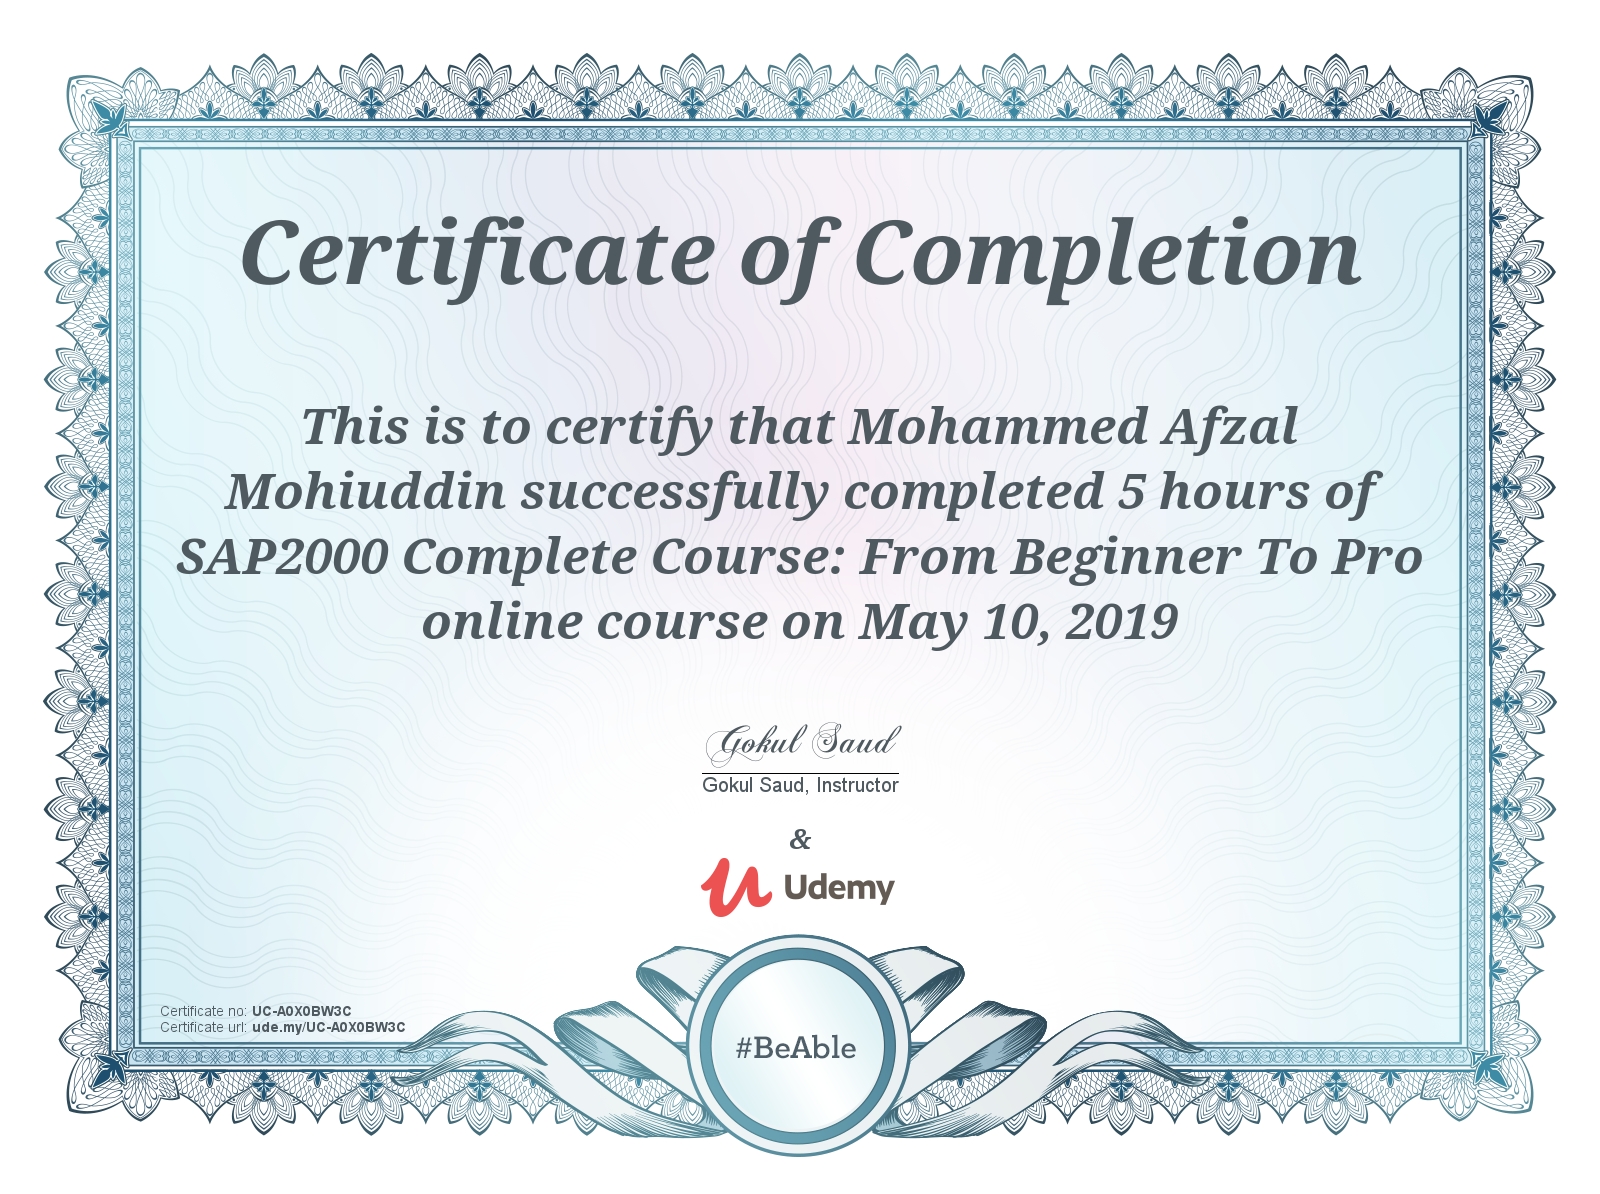 Certificate of Completion
This is to certify that Mohammed Afzal
Mohiuddin successfully completed 5 hours of
SAP2000 Complete Course: From Beginner To Pro
online course on May 10, 2019
Gokul Saud
Gokul Saud, Instructor
&
Udemy
Certificate no: UC-A0X0BW3C
Certificate url: ude.my/UC-A0X0BW3C
#BeAble